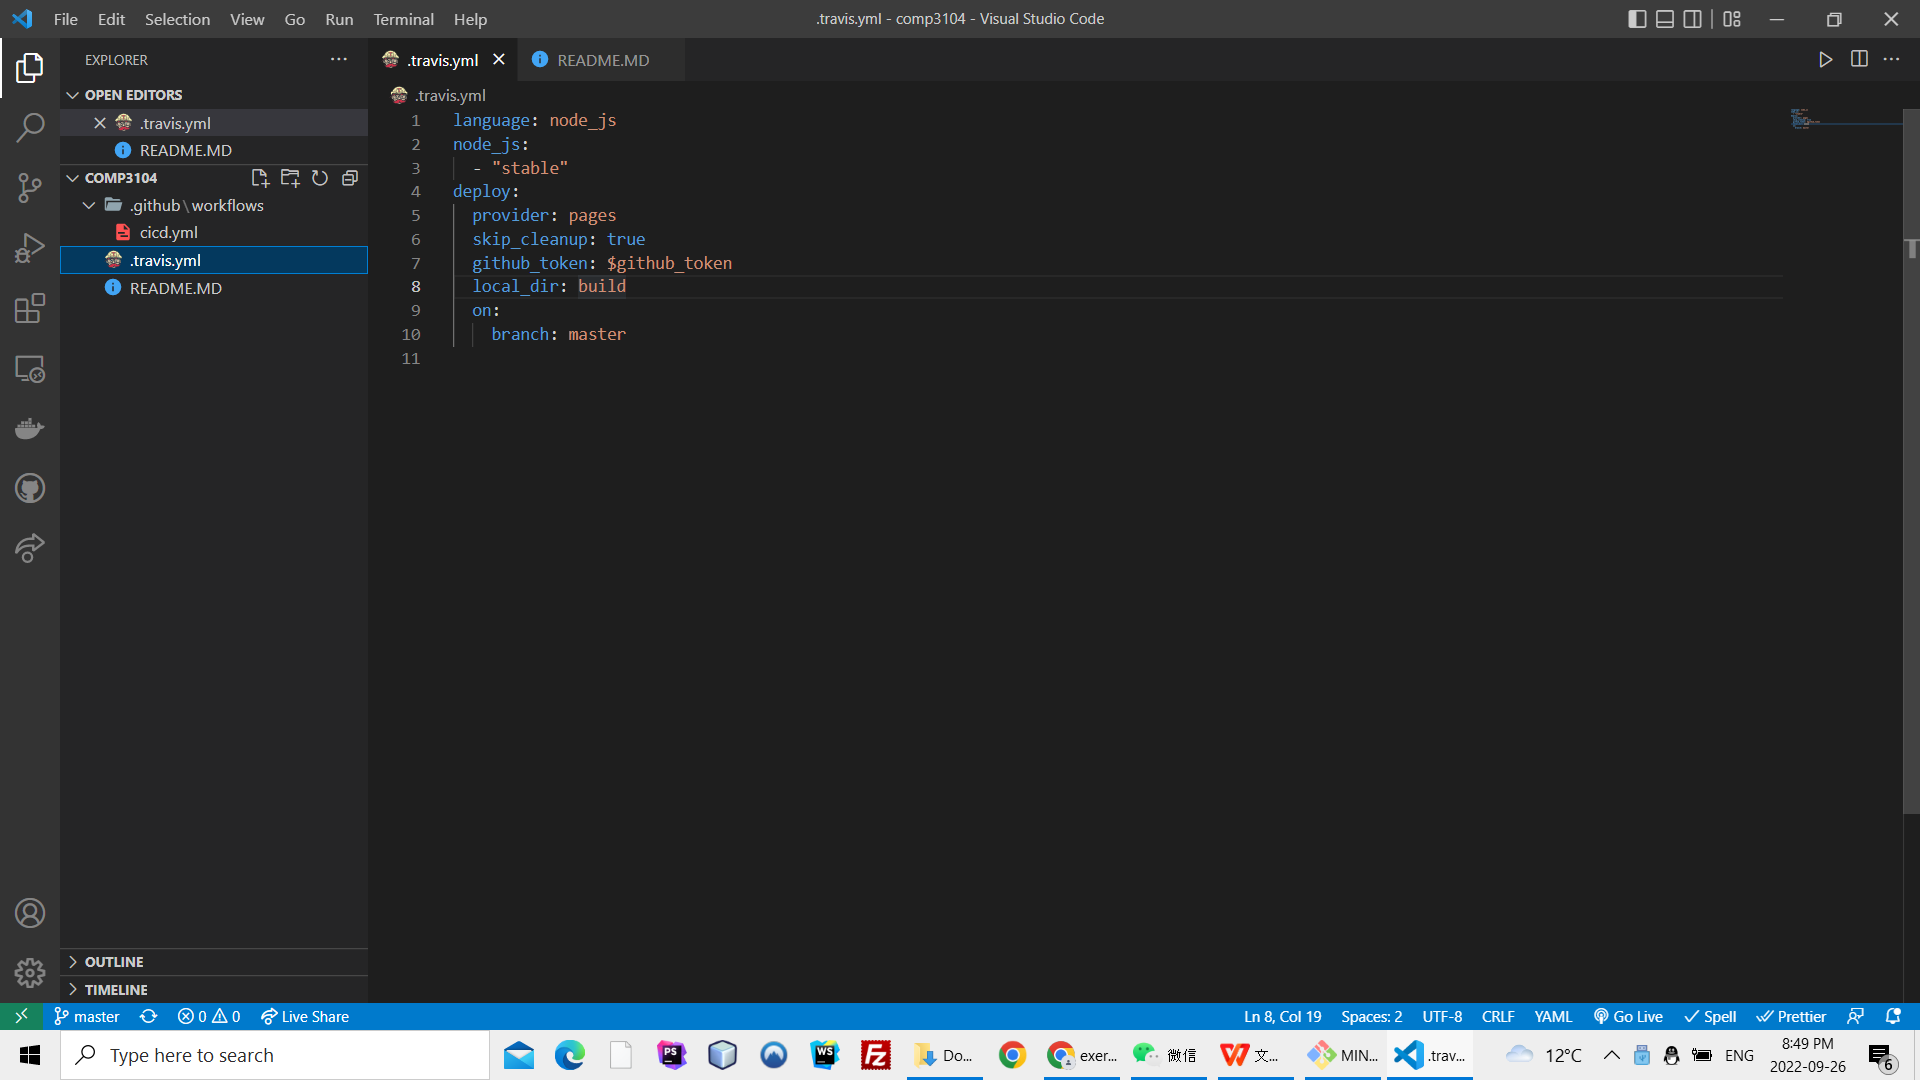 File Edit Selection View Go Run Terminal Help
.travis.yml - comp3104 - Visual Studio Code
EXPLORER
OPEN EDITORS
.travis.yml
README.MD
COMP3104
.github\workflows
cicd.yml
.travis.yml
README.MD
OUTLINE
TIMELINE
.travis.yml README.MD
.travis.yml
1 language: node_js
2 node_js:
3 - "stable"
4 deploy:
5 provider: pages
6 skip_cleanup: true
7 github_token: $github_token
8 local_dir: build
9 on:
10 branch: master
11
master 0 0 Live Share Ln 8, Col 19 Spaces: 2 UTF-8 CRLF YAML Go Live Spell Prettier
Type here to search PS WS FZ Do... exer... 微信 文... MIN... .trav... 12°C ENG 8:49 PM
2022-09-26 6